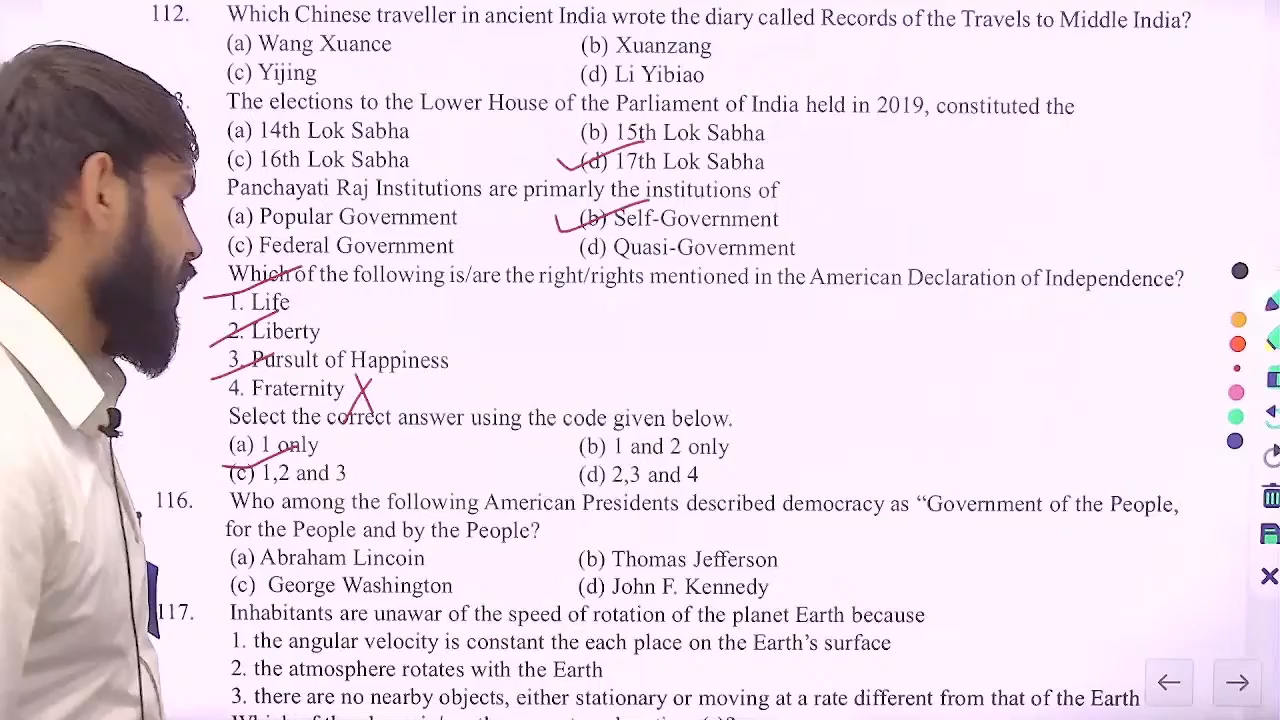 112. Which Chinese traveller in ancient India wrote the diary called Records of the Travels to Middle India?
(a) Wang Xuance (b) Xuanzang
(c) Yijing (d) Li Yibiao
3. The elections to the Lower House of the Parliament of India held in 2019, constituted the
(a) 14th Lok Sabha (b) 15th Lok Sabha
(c) 16th Lok Sabha (d) 17th Lok Sabha
Panchayati Raj Institutions are primarly the institutions of
(a) Popular Government (b) Self-Government
(c) Federal Government (d) Quasi-Government
Which of the following is/are the right/rights mentioned in the American Declaration of Independence?
1. Life
2. Liberty
3. Pursult of Happiness
4. Fraternity
Select the correct answer using the code given below.
(a) 1 only (b) 1 and 2 only
(c) 1,2 and 3 (d) 2,3 and 4
116. Who among the following American Presidents described democracy as “Government of the People,
for the People and by the People?
(a) Abraham Lincoin (b) Thomas Jefferson
(c) George Washington (d) John F. Kennedy
117. Inhabitants are unawar of the speed of rotation of the planet Earth because
1. the angular velocity is constant the each place on the Earth’s surface
2. the atmosphere rotates with the Earth
3. there are no nearby objects, either stationary or moving at a rate different from that of the Earth